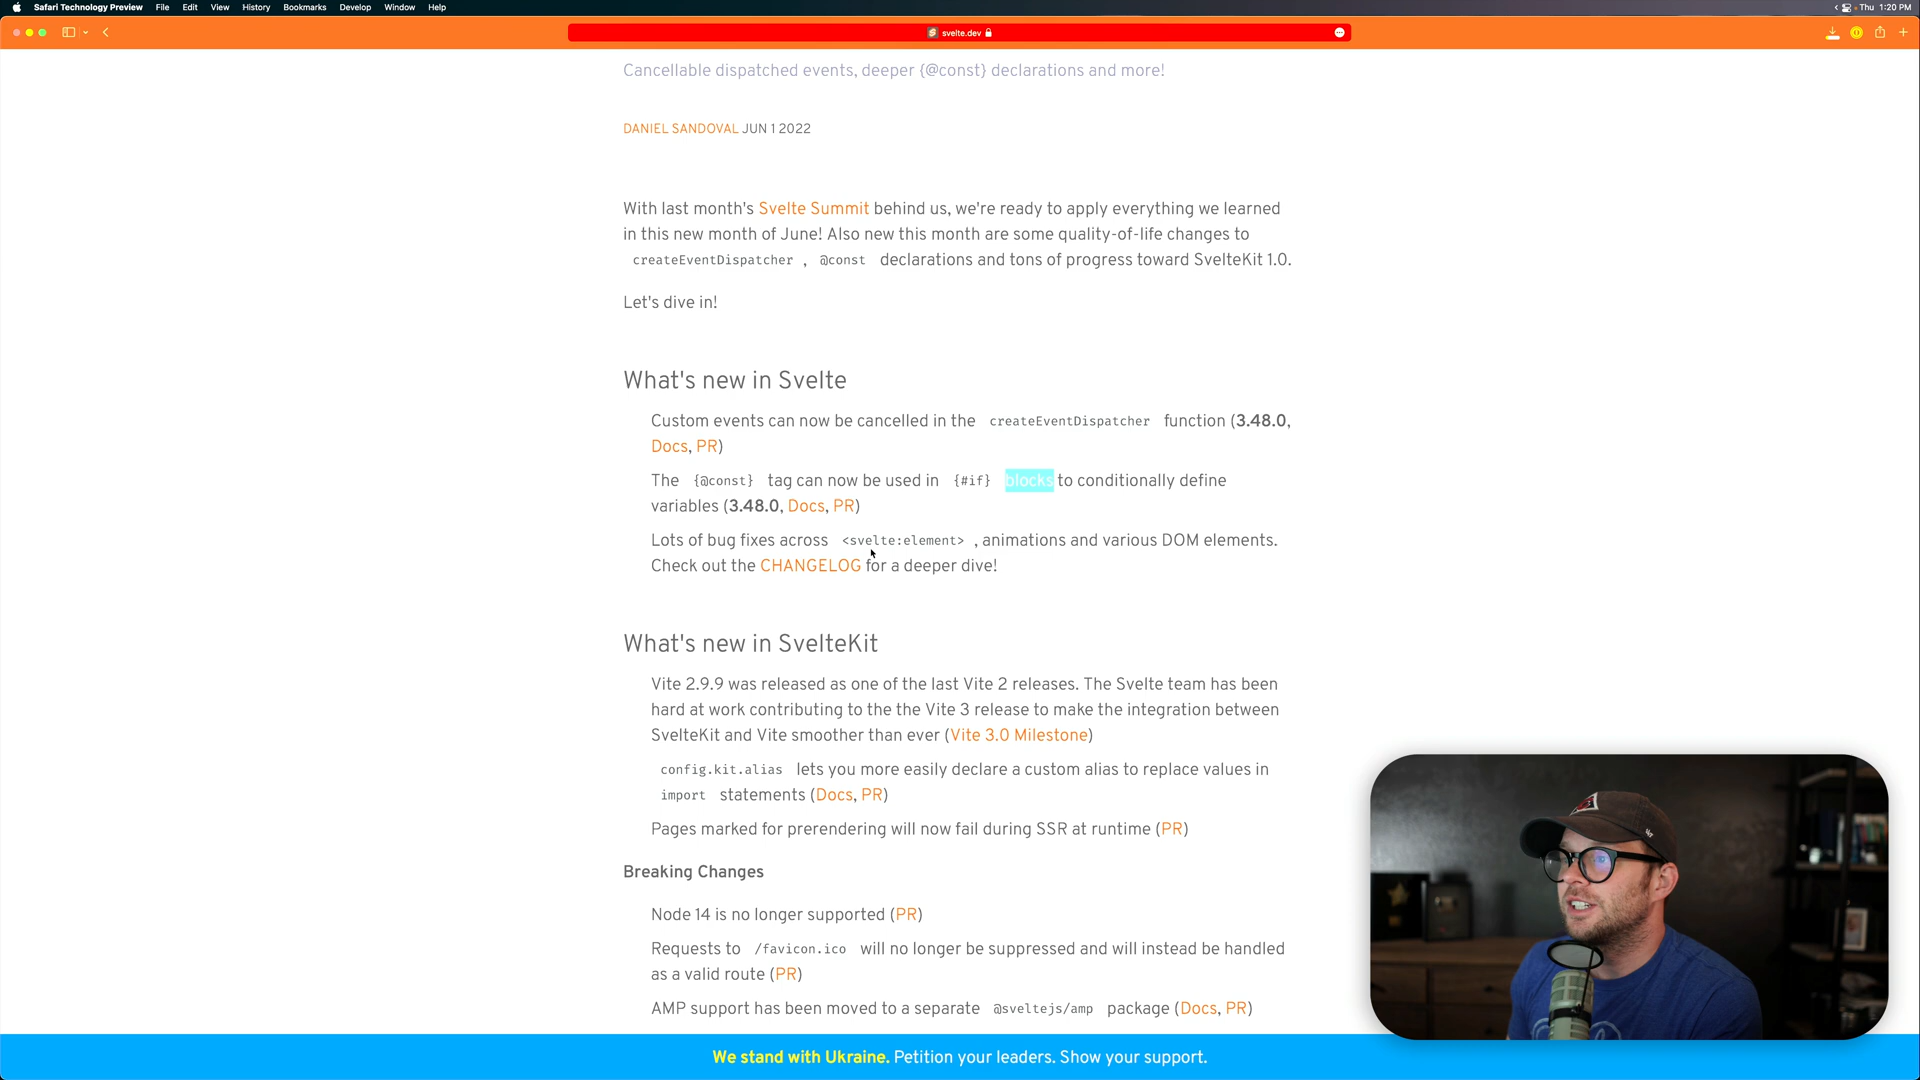 Safari Technology Preview File Edit View History Bookmarks Develop Window Help
Thu 1:20 PM
svelte.dev
Cancellable dispatched events, deeper {@const} declarations and more!
DANIEL SANDOVAL JUN 1 2022
With last month's Svelte Summit behind us, we're ready to apply everything we learned
in this new month of June! Also new this month are some quality-of-life changes to
createEventDispatcher , @const declarations and tons of progress toward SvelteKit 1.0.
Let's dive in!
What's new in Svelte
Custom events can now be cancelled in the createEventDispatcher function (3.48.0,
Docs, PR)
The {@const} tag can now be used in {#if} blocks to conditionally define
variables (3.48.0, Docs, PR)
Lots of bug fixes across <svelte:element> , animations and various DOM elements.
Check out the CHANGELOG for a deeper dive!
What's new in SvelteKit
Vite 2.9.9 was released as one of the last Vite 2 releases. The Svelte team has been
hard at work contributing to the the Vite 3 release to make the integration between
SvelteKit and Vite smoother than ever (Vite 3.0 Milestone)
config.kit.alias lets you more easily declare a custom alias to replace values in
import statements (Docs, PR)
Pages marked for prerendering will now fail during SSR at runtime (PR)
Breaking Changes
Node 14 is no longer supported (PR)
Requests to /favicon.ico will no longer be suppressed and will instead be handled
as a valid route (PR)
AMP support has been moved to a separate @sveltejs/amp package (Docs, PR)
We stand with Ukraine. Petition your leaders. Show your support.